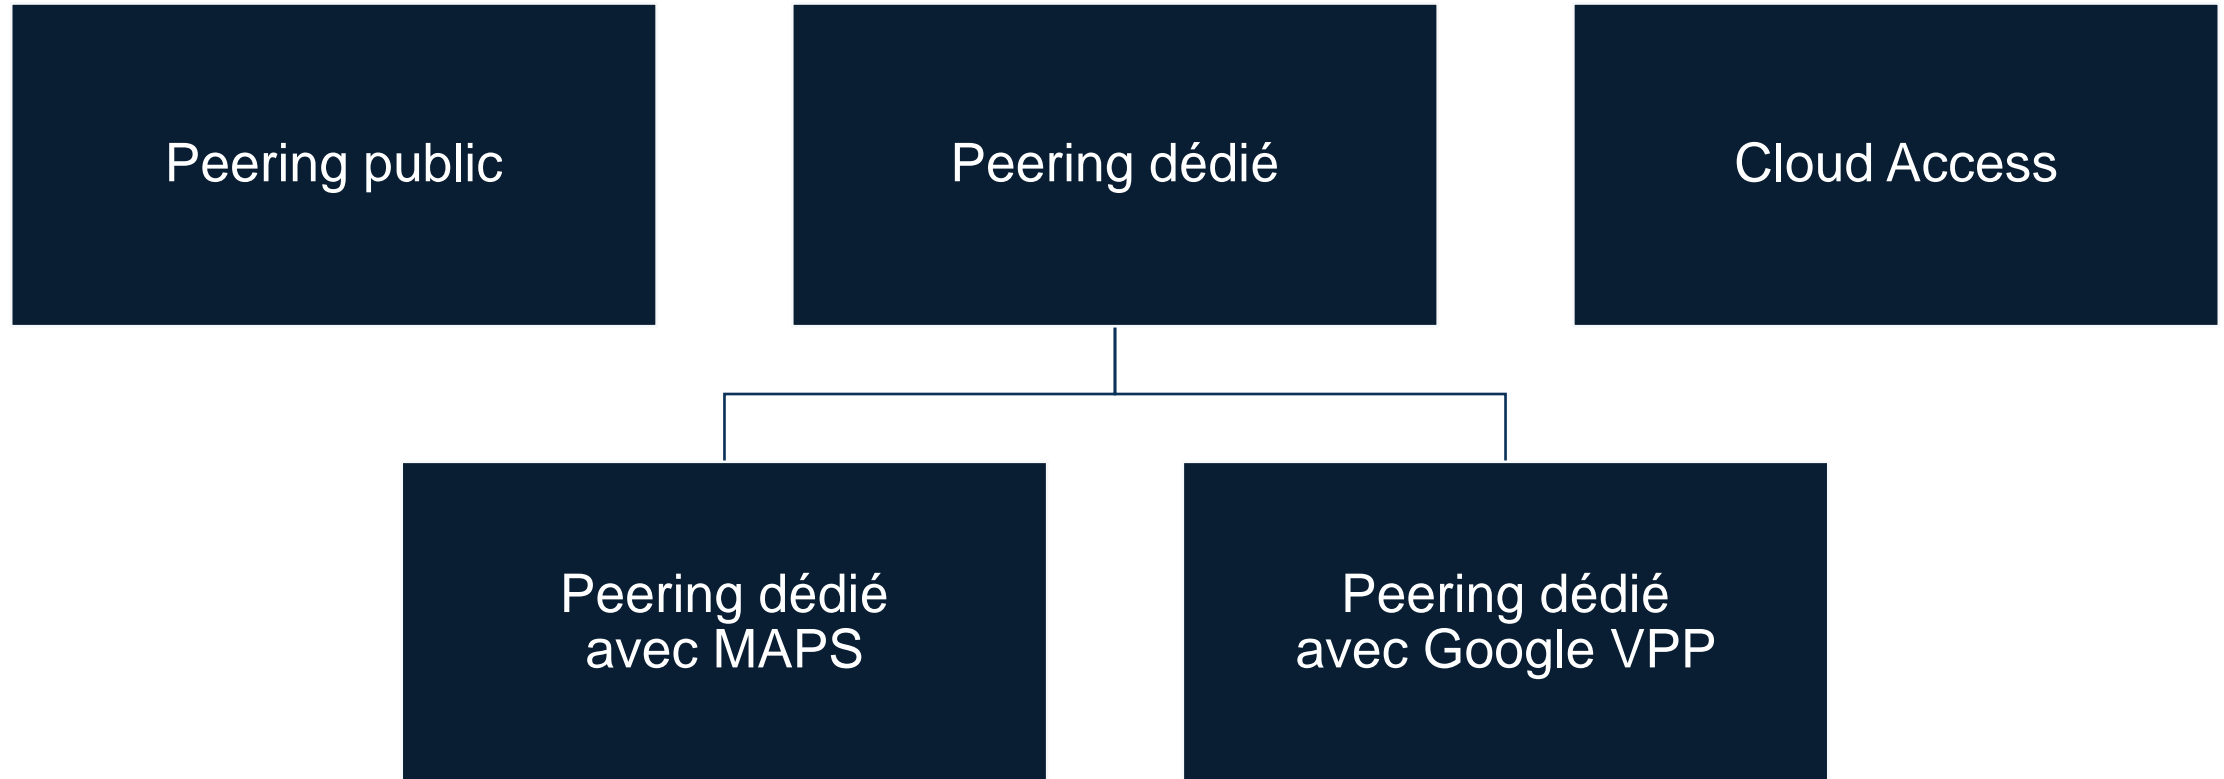 Peering public
Peering dédié
Cloud Access
Peering dédié
avec MAPS
Peering dédié
avec Google VPP